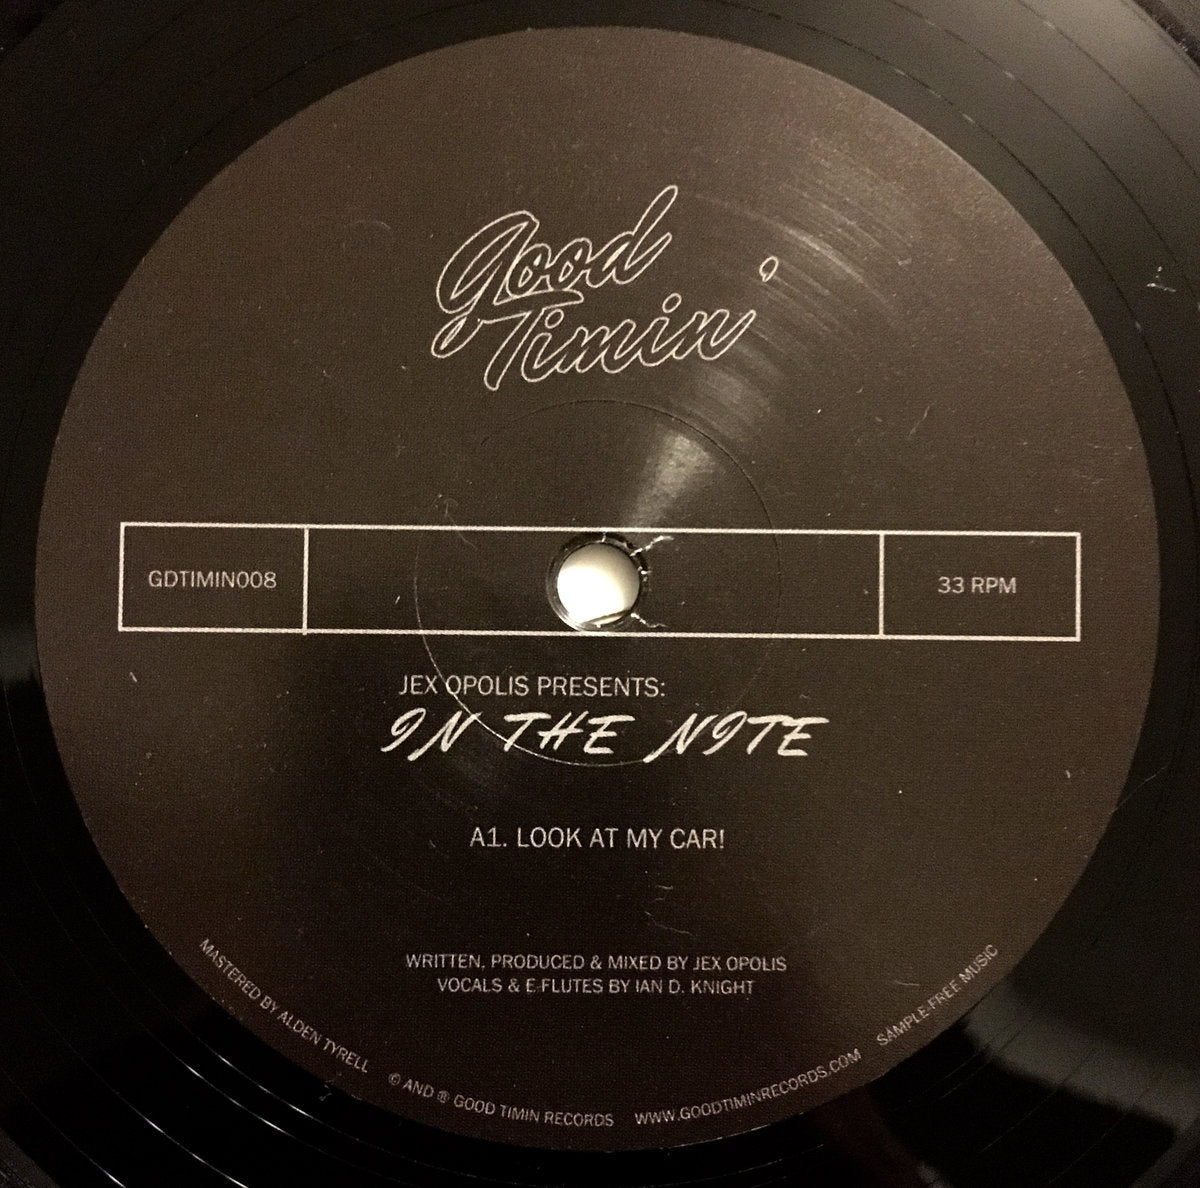 Good
Timin'
GDTIMIN008
33 RPM
JEX OPOLIS PRESENTS:
IN THE NITE
A1. LOOK AT MY CAR!
WRITTEN, PRODUCED & MIXED BY JEX OPOLIS
VOCALS & E-FLUTES BY IAN D. KNIGHT
MASTERED BY ALDEN TYRELL
© AND ® GOOD TIMIN RECORDS
WWW.GOODTIMINRECORDS.COM
SAMPLE-FREE MUSIC